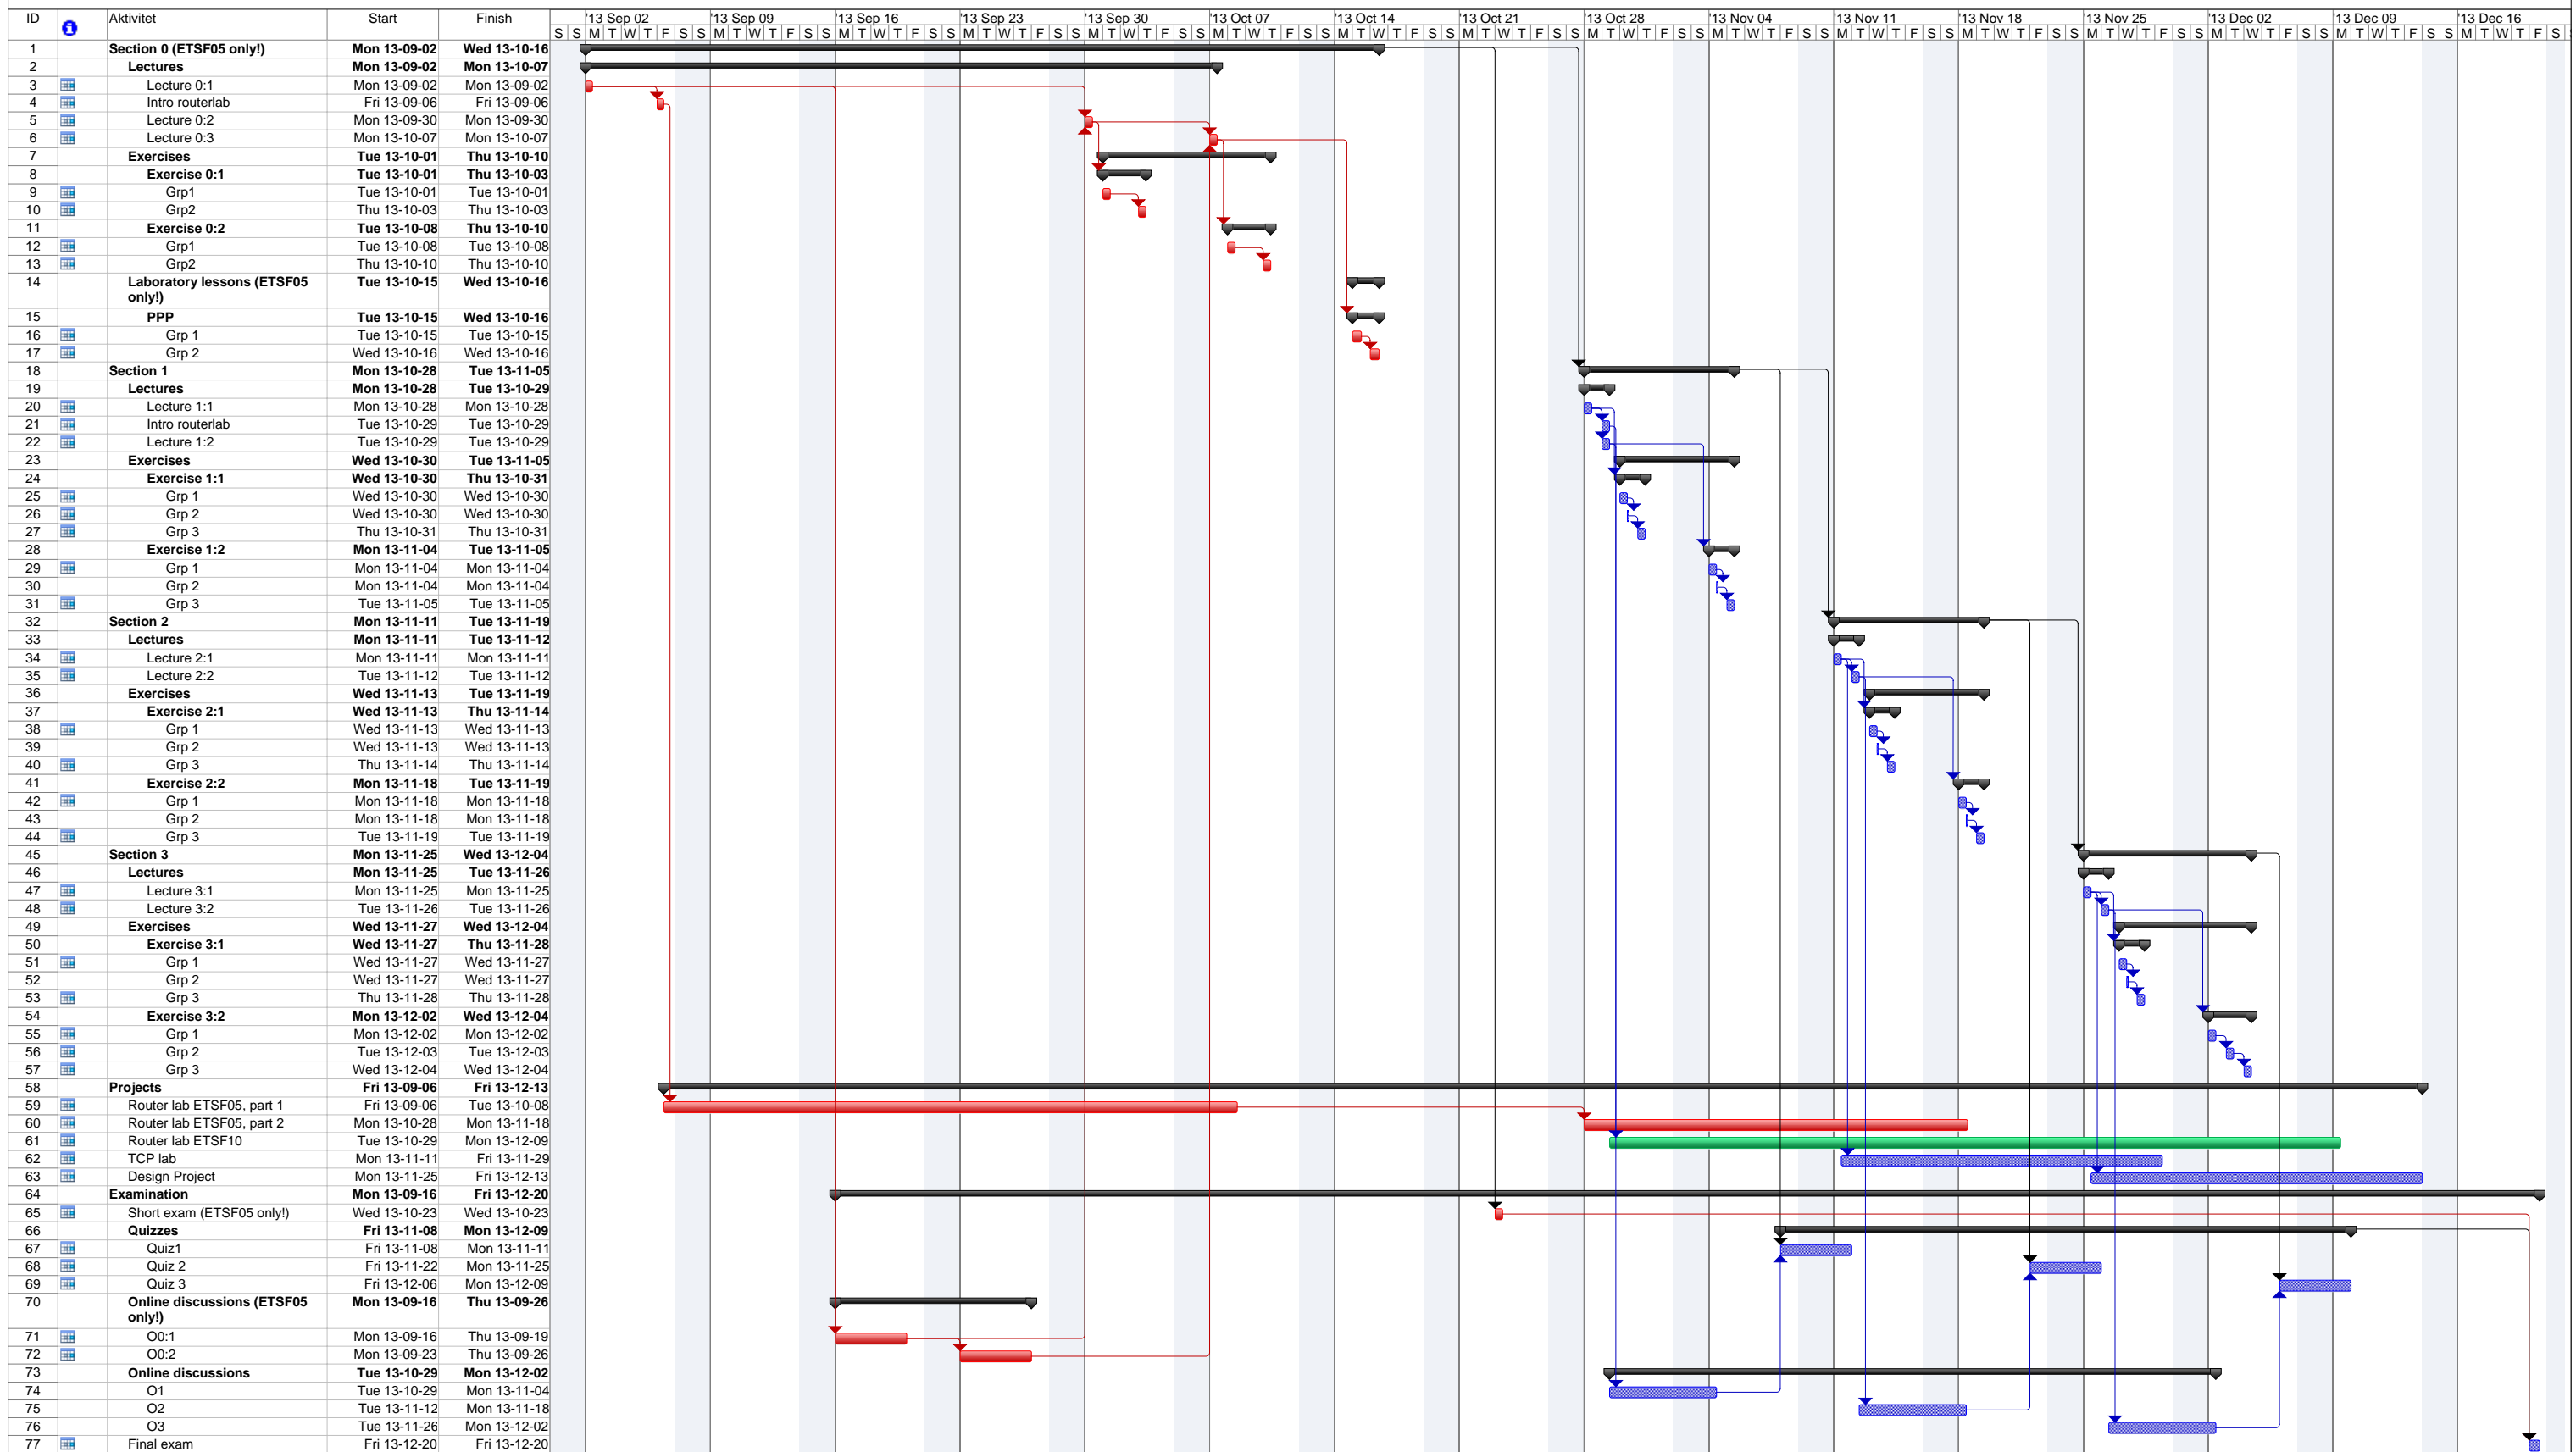 ID Aktivitet Start Finish '13 Sep 02 '13 Sep 09 '13 Sep 16 '13 Sep 23 '13 Sep 30 '13 Oct 07 '13 Oct 14 '13 Oct 21 '13 Oct 28 '13 Nov 04 '13 Nov 11 '13 Nov 18 '13 Nov 25 '13 Dec 02 '13 Dec 09 '13 Dec 16
S S M T W T F S S M T W T F S S M T W T F S S M T W T F S S M T W T F S S M T W T F S S M T W T F S S M T W T F S S M T W T F S S M T W T F S S M T W T F S S M T W T F S S M T W T F S S M T W T F S S M T W T F S S M T W T F S
1 Section 0 (ETSF05 only!) Mon 13-09-02 Wed 13-10-16
2 Lectures Mon 13-09-02 Mon 13-10-07
3 Lecture 0:1 Mon 13-09-02 Mon 13-09-02
4 Intro routerlab Fri 13-09-06 Fri 13-09-06
5 Lecture 0:2 Mon 13-09-30 Mon 13-09-30
6 Lecture 0:3 Mon 13-10-07 Mon 13-10-07
7 Exercises Tue 13-10-01 Thu 13-10-10
8 Exercise 0:1 Tue 13-10-01 Thu 13-10-03
9 Grp1 Tue 13-10-01 Tue 13-10-01
10 Grp2 Thu 13-10-03 Thu 13-10-03
11 Exercise 0:2 Tue 13-10-08 Thu 13-10-10
12 Grp1 Tue 13-10-08 Tue 13-10-08
13 Grp2 Thu 13-10-10 Thu 13-10-10
14 Laboratory lessons (ETSF05 Tue 13-10-15 Wed 13-10-16
only!)
15 PPP Tue 13-10-15 Wed 13-10-16
16 Grp 1 Tue 13-10-15 Tue 13-10-15
17 Grp 2 Wed 13-10-16 Wed 13-10-16
18 Section 1 Mon 13-10-28 Tue 13-11-05
19 Lectures Mon 13-10-28 Tue 13-10-29
20 Lecture 1:1 Mon 13-10-28 Mon 13-10-28
21 Intro routerlab Tue 13-10-29 Tue 13-10-29
22 Lecture 1:2 Tue 13-10-29 Tue 13-10-29
23 Exercises Wed 13-10-30 Tue 13-11-05
24 Exercise 1:1 Wed 13-10-30 Thu 13-10-31
25 Grp 1 Wed 13-10-30 Wed 13-10-30
26 Grp 2 Wed 13-10-30 Wed 13-10-30
27 Grp 3 Thu 13-10-31 Thu 13-10-31
28 Exercise 1:2 Mon 13-11-04 Tue 13-11-05
29 Grp 1 Mon 13-11-04 Mon 13-11-04
30 Grp 2 Mon 13-11-04 Mon 13-11-04
31 Grp 3 Tue 13-11-05 Tue 13-11-05
32 Section 2 Mon 13-11-11 Tue 13-11-19
33 Lectures Mon 13-11-11 Tue 13-11-12
34 Lecture 2:1 Mon 13-11-11 Mon 13-11-11
35 Lecture 2:2 Tue 13-11-12 Tue 13-11-12
36 Exercises Wed 13-11-13 Tue 13-11-19
37 Exercise 2:1 Wed 13-11-13 Thu 13-11-14
38 Grp 1 Wed 13-11-13 Wed 13-11-13
39 Grp 2 Wed 13-11-13 Wed 13-11-13
40 Grp 3 Thu 13-11-14 Thu 13-11-14
41 Exercise 2:2 Mon 13-11-18 Tue 13-11-19
42 Grp 1 Mon 13-11-18 Mon 13-11-18
43 Grp 2 Mon 13-11-18 Mon 13-11-18
44 Grp 3 Tue 13-11-19 Tue 13-11-19
45 Section 3 Mon 13-11-25 Wed 13-12-04
46 Lectures Mon 13-11-25 Tue 13-11-26
47 Lecture 3:1 Mon 13-11-25 Mon 13-11-25
48 Lecture 3:2 Tue 13-11-26 Tue 13-11-26
49 Exercises Wed 13-11-27 Wed 13-12-04
50 Exercise 3:1 Wed 13-11-27 Thu 13-11-28
51 Grp 1 Wed 13-11-27 Wed 13-11-27
52 Grp 2 Wed 13-11-27 Wed 13-11-27
53 Grp 3 Thu 13-11-28 Thu 13-11-28
54 Exercise 3:2 Mon 13-12-02 Wed 13-12-04
55 Grp 1 Mon 13-12-02 Mon 13-12-02
56 Grp 2 Tue 13-12-03 Tue 13-12-03
57 Grp 3 Wed 13-12-04 Wed 13-12-04
58 Projects Fri 13-09-06 Fri 13-12-13
59 Router lab ETSF05, part 1 Fri 13-09-06 Tue 13-10-08
60 Router lab ETSF05, part 2 Mon 13-10-28 Mon 13-11-18
61 Router lab ETSF10 Tue 13-10-29 Mon 13-12-09
62 TCP lab Mon 13-11-11 Fri 13-11-29
63 Design Project Mon 13-11-25 Fri 13-12-13
64 Examination Mon 13-09-16 Fri 13-12-20
65 Short exam (ETSF05 only!) Wed 13-10-23 Wed 13-10-23
66 Quizzes Fri 13-11-08 Mon 13-12-09
67 Quiz1 Fri 13-11-08 Mon 13-11-11
68 Quiz 2 Fri 13-11-22 Mon 13-11-25
69 Quiz 3 Fri 13-12-06 Mon 13-12-09
70 Online discussions (ETSF05 Mon 13-09-16 Thu 13-09-26
only!)
71 O0:1 Mon 13-09-16 Thu 13-09-19
72 O0:2 Mon 13-09-23 Thu 13-09-26
73 Online discussions Tue 13-10-29 Mon 13-12-02
74 O1 Tue 13-10-29 Mon 13-11-04
75 O2 Tue 13-11-12 Mon 13-11-18
76 O3 Tue 13-11-26 Mon 13-12-02
77 Final exam Fri 13-12-20 Fri 13-12-20